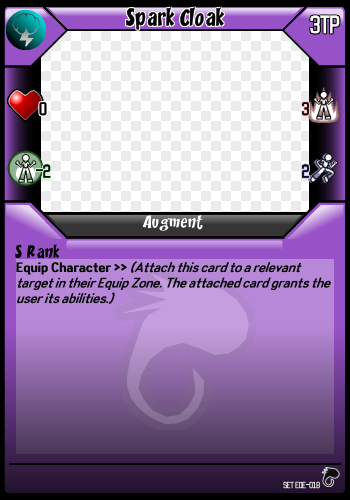 Spark Cloak
3TP
0
3
-2
2
Augment
S Rank
Equip Character >> (Attach this card to a relevant
target in their Equip Zone. The attached card grants the
user its abilities.)
SET EDE-018